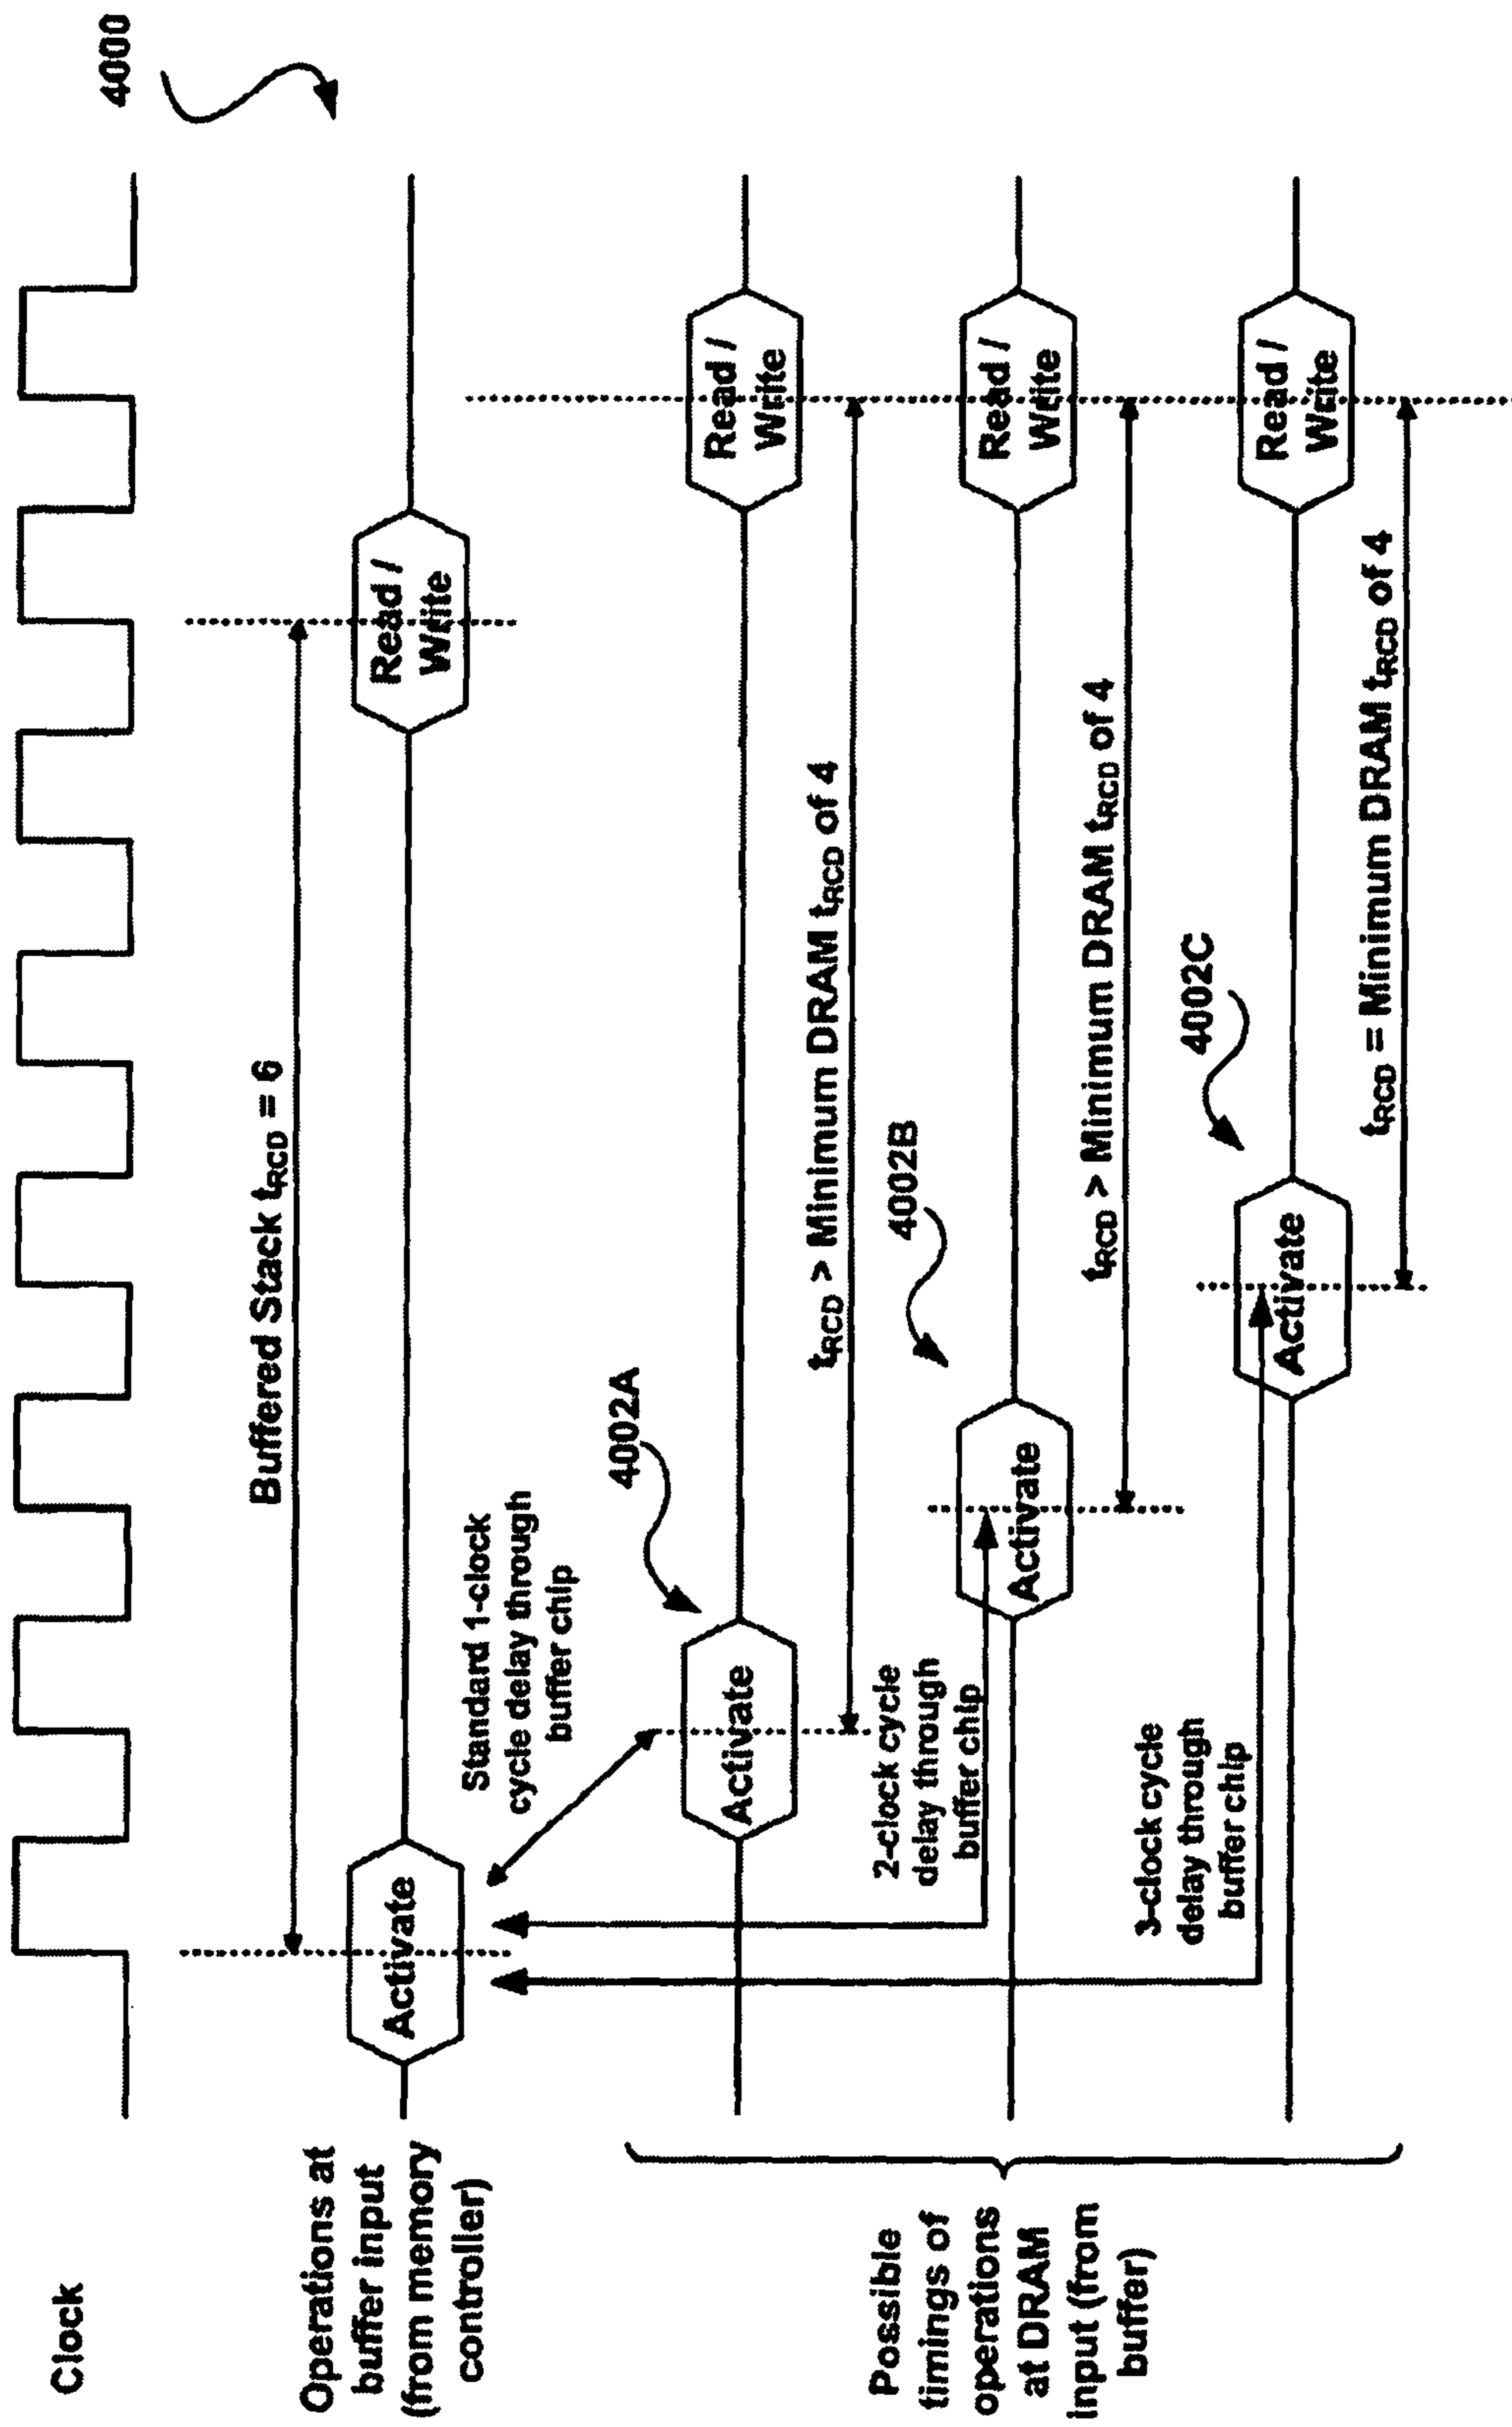 4000
Clock
Operations at
buffer input
(from memory
controller)
Activate
Buffered Stack tRCD = 6
Read /
Write
Standard 1-clock
cycle delay through
buffer chip
4002A
Possible
timings of
operations
at DRAM
input (from
buffer)
Activate
tRCD > Minimum DRAM tRCD of 4
Read /
Write
2-clock cycle
delay through
buffer chip
4002B
Activate
tRCD > Minimum DRAM tRCD of 4
Read /
Write
3-clock cycle
delay through
buffer chip
4002C
Activate
tRCD = Minimum DRAM tRCD of 4
Read /
Write